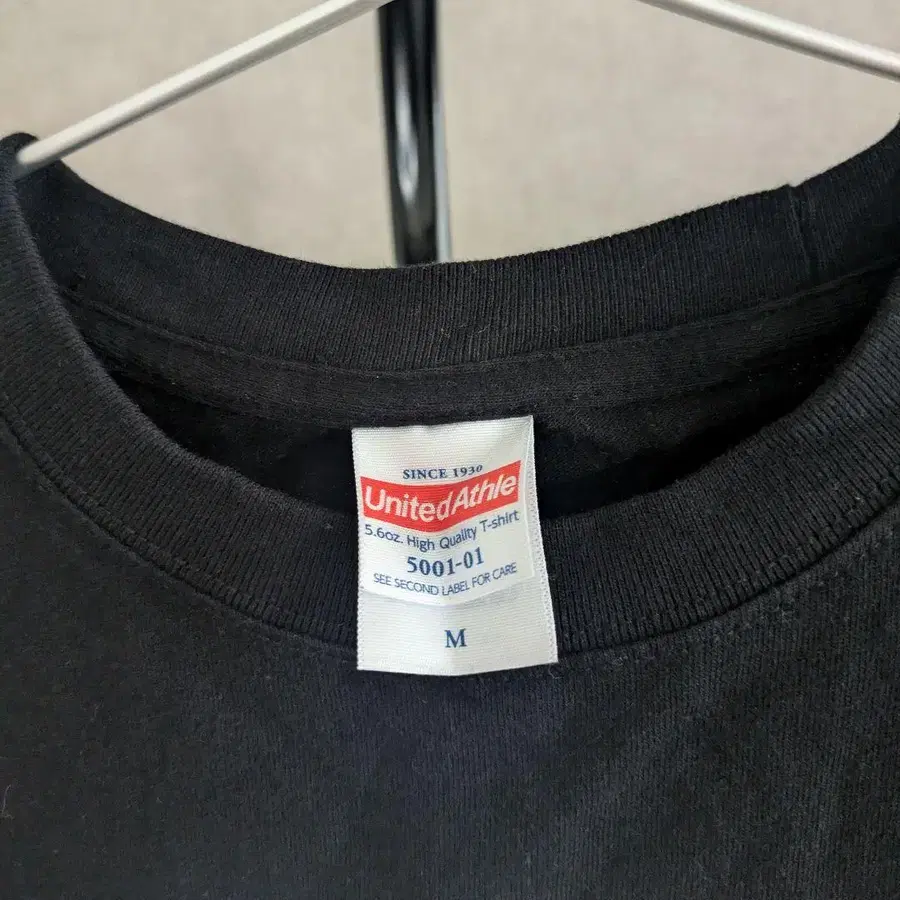 SINCE 1930
UnitedAthle
5.6oz. High Quality T-shirt
5001-01
SEE SECOND LABEL FOR CARE
M